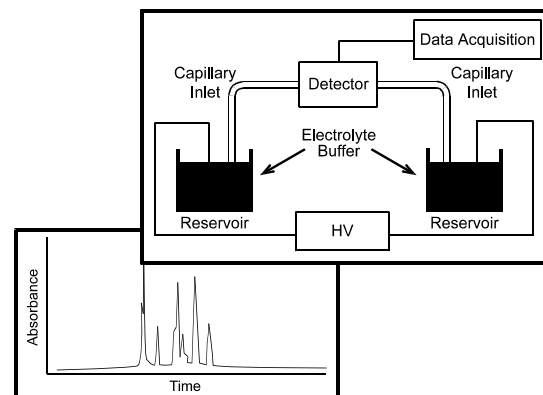 Data Acquisition
Capillary
Inlet
Detector
Capillary
Inlet
Electrolyte
Buffer
Reservoir
HV
Reservoir
Absorbance
Time